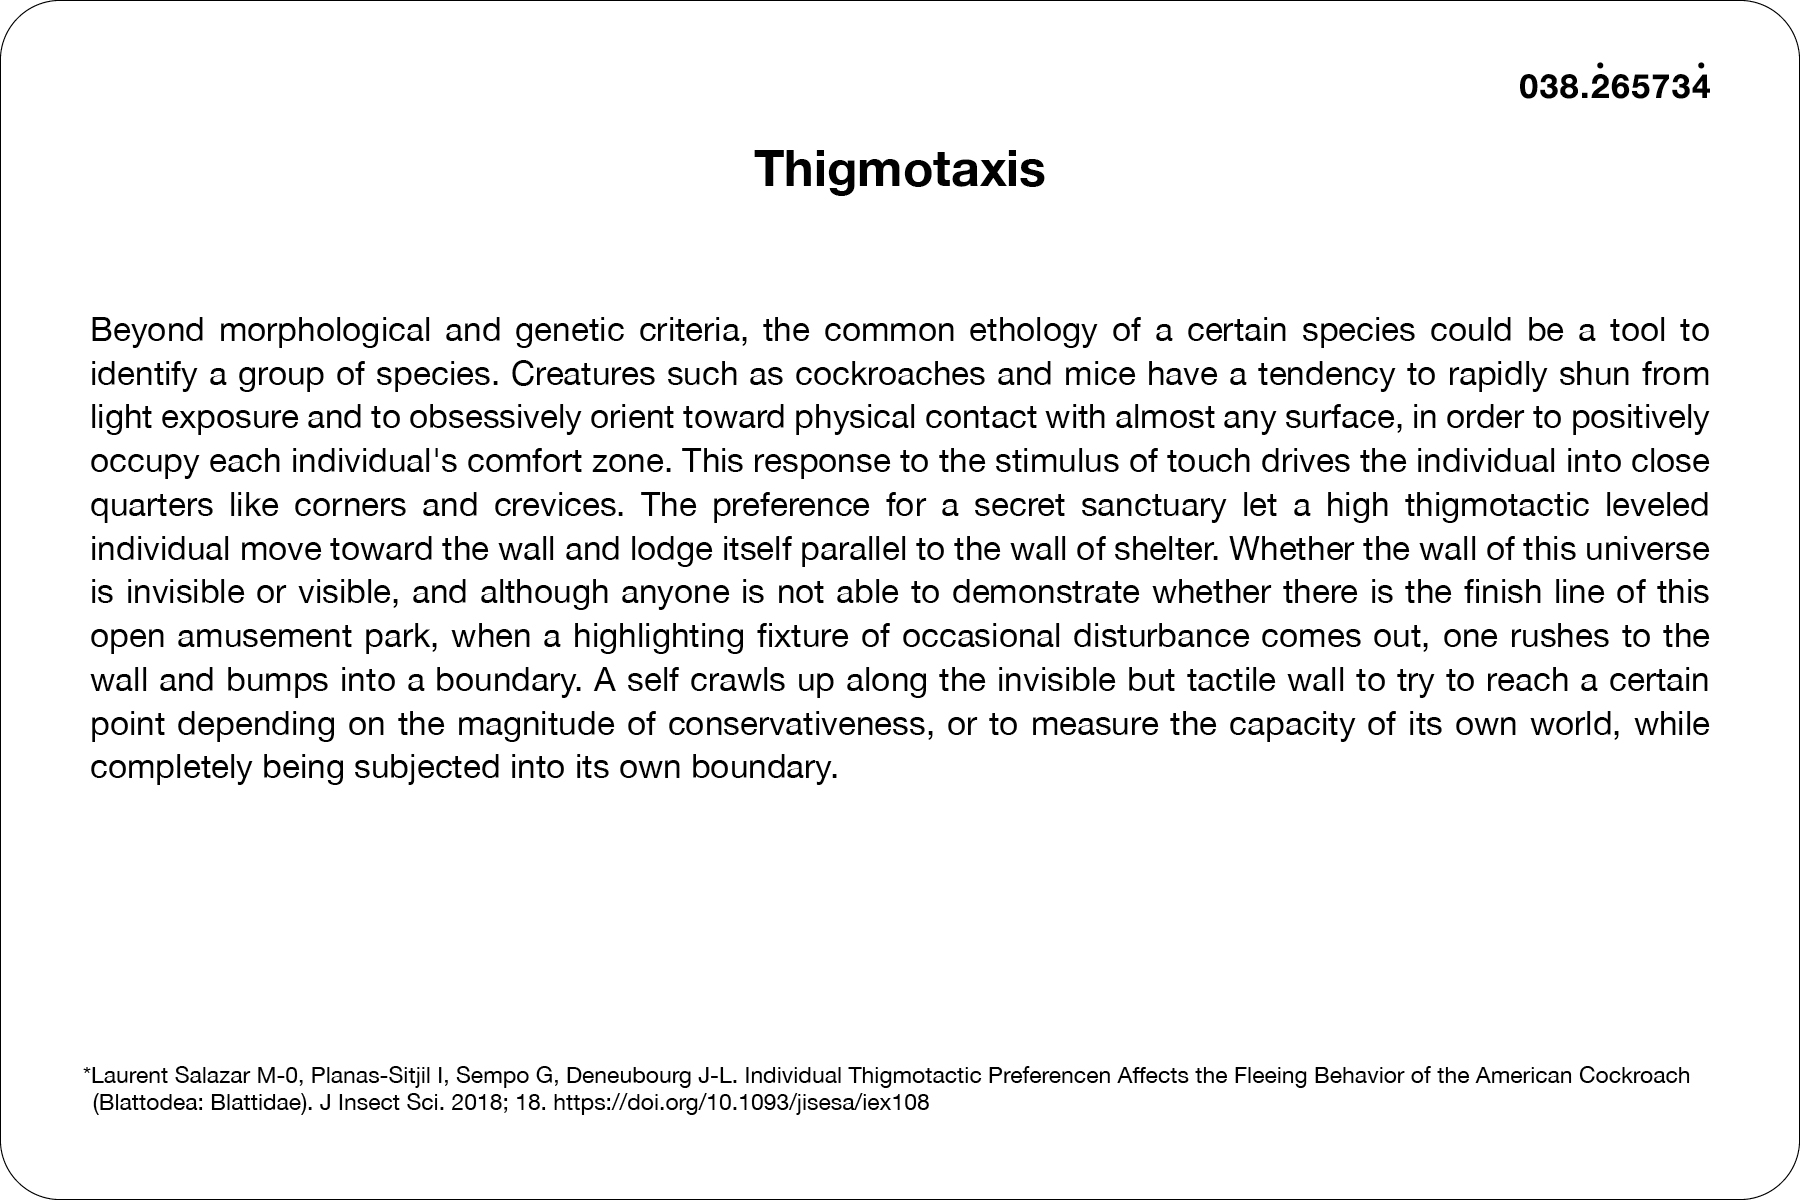 038.2̇65734̇
Thigmotaxis
Beyond morphological and genetic criteria, the common ethology of a certain species could be a tool to
identify a group of species. Creatures such as cockroaches and mice have a tendency to rapidly shun from
light exposure and to obsessively orient toward physical contact with almost any surface, in order to positively
occupy each individual's comfort zone. This response to the stimulus of touch drives the individual into close
quarters like corners and crevices. The preference for a secret sanctuary let a high thigmotactic leveled
individual move toward the wall and lodge itself parallel to the wall of shelter. Whether the wall of this universe
is invisible or visible, and although anyone is not able to demonstrate whether there is the finish line of this
open amusement park, when a highlighting fixture of occasional disturbance comes out, one rushes to the
wall and bumps into a boundary. A self crawls up along the invisible but tactile wall to try to reach a certain
point depending on the magnitude of conservativeness, or to measure the capacity of its own world, while
completely being subjected into its own boundary.
*Laurent Salazar M-0, Planas-Sitjil I, Sempo G, Deneubourg J-L. Individual Thigmotactic Preferencen Affects the Fleeing Behavior of the American Cockroach
(Blattodea: Blattidae). J Insect Sci. 2018; 18. https://doi.org/10.1093/jisesa/iex108